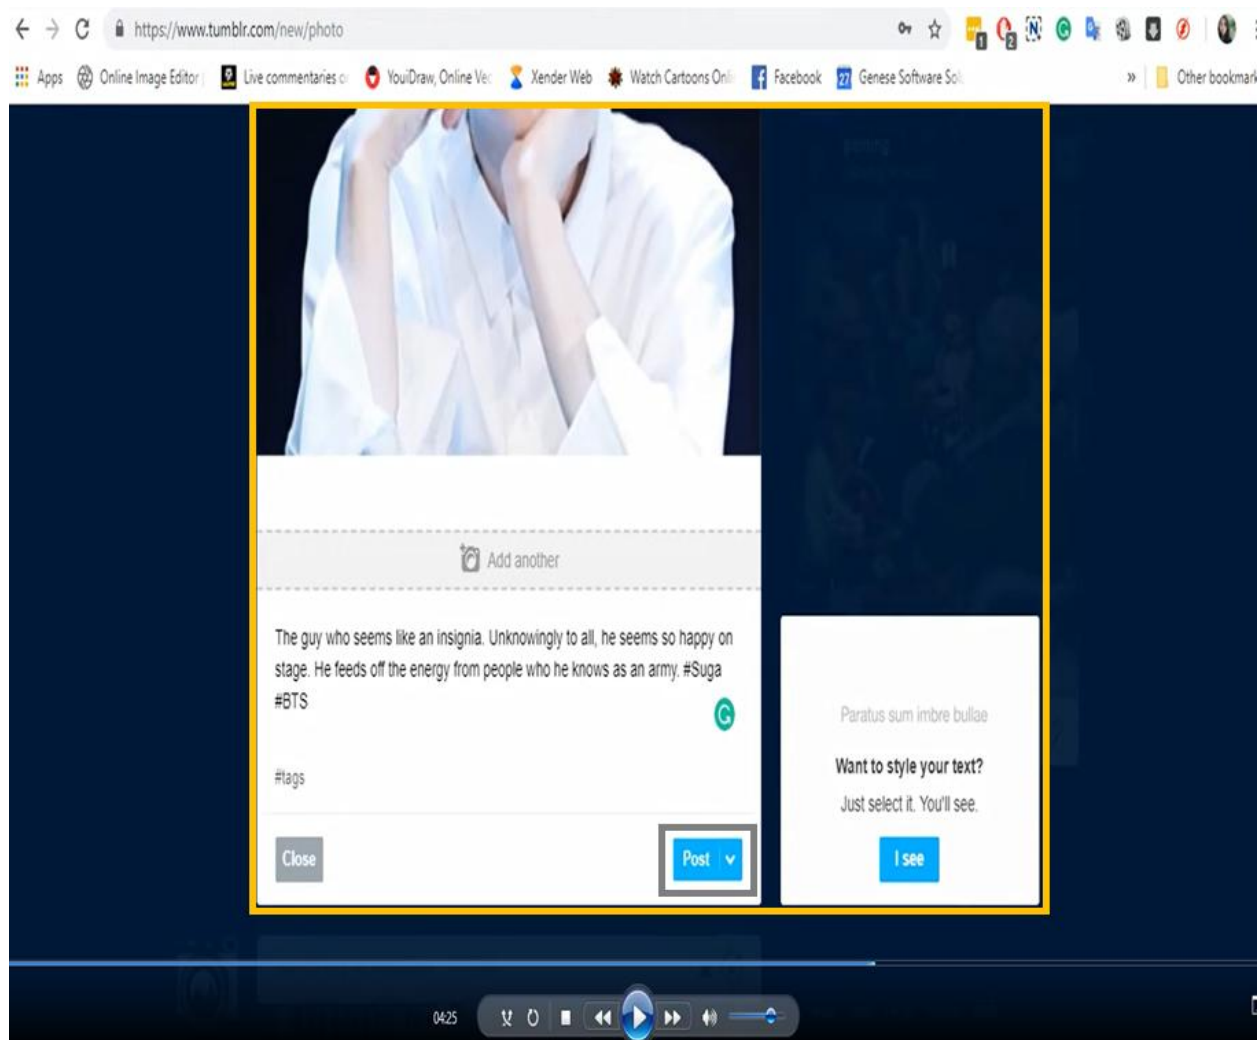 https://www.tumblr.com/new/photo
1 2
Apps Online Image Editor Live commentaries o YouiDraw, Online Vec Xender Web Watch Cartoons Onli Facebook 27 Genese Software Sol » Other bookmark
Add another
The guy who seems like an insignia. Unknowingly to all, he seems so happy on
stage. He feeds off the energy from people who he knows as an army. #Suga
#BTS
#tags
Close Post
Paratus sum imbre bullae
Want to style your text?
Just select it. You'll see.
I see
04:25